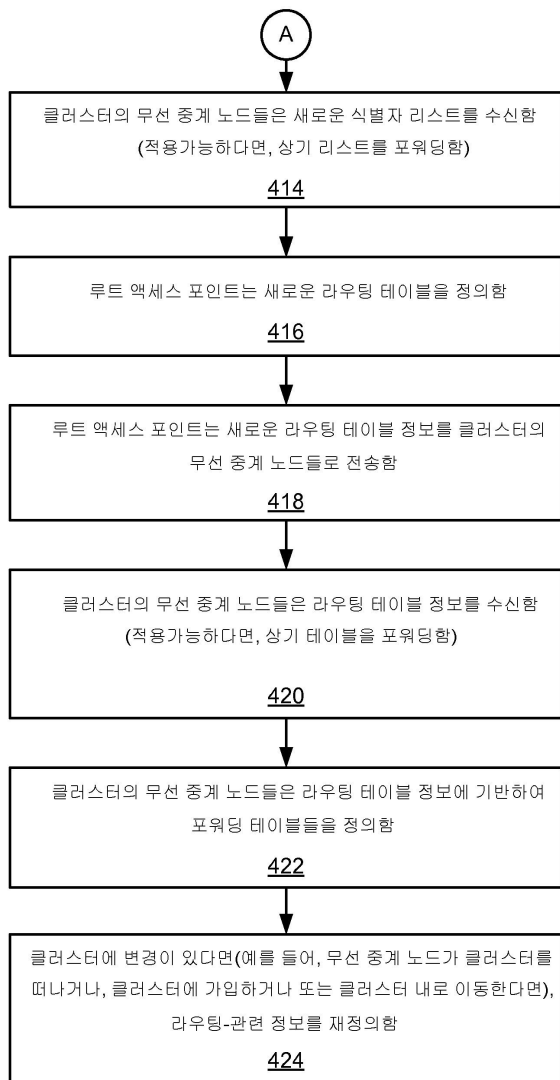 A
클러스터의 무선 중계 노드들은 새로운 식별자 리스트를 수신함
(적용가능하다면, 상기 리스트를 포워딩함)
414
루트 액세스 포인트는 새로운 라우팅 테이블을 정의함
416
루트 액세스 포인트는 새로운 라우팅 테이블 정보를 클러스터의
무선 중계 노드들로 전송함
418
클러스터의 무선 중계 노드들은 라우팅 테이블 정보를 수신함
(적용가능하다면, 상기 테이블을 포워딩함)
420
클러스터의 무선 중계 노드들은 라우팅 테이블 정보에 기반하여
포워딩 테이블들을 정의함
422
클러스터에 변경이 있다면(예를 들어, 무선 중계 노드가 클러스터를
떠나거나, 클러스터에 가입하거나 또는 클러스터 내로 이동한다면),
라우팅-관련 정보를 재정의함
424